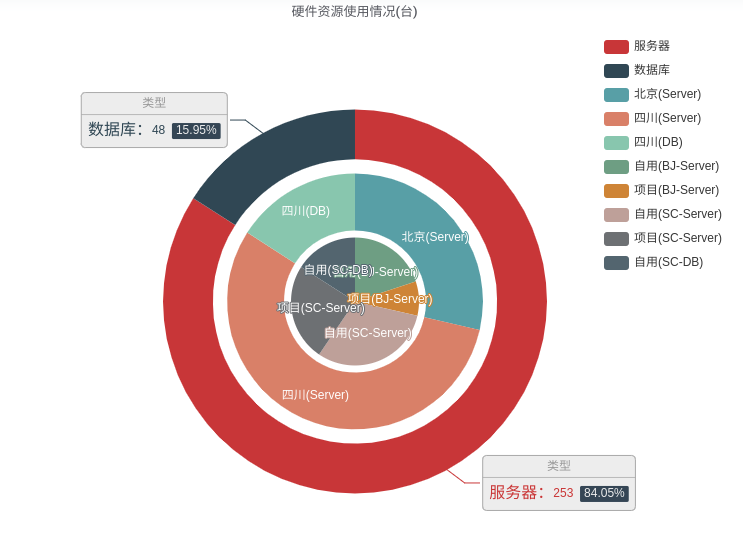 硬件资源使用情况(台)
服务器
数据库
北京(Server)
四川(Server)
四川(DB)
自用(BJ-Server)
项目(BJ-Server)
自用(SC-Server)
项目(SC-Server)
自用(SC-DB)
类型
数据库: 48 15.95%
四川(DB)
北京(Server)
自用(SC-DB)
自用(BJ-Server)
项目(BJ-Server)
项目(SC-Server)
自用(SC-Server)
四川(Server)
类型
服务器: 253 84.05%